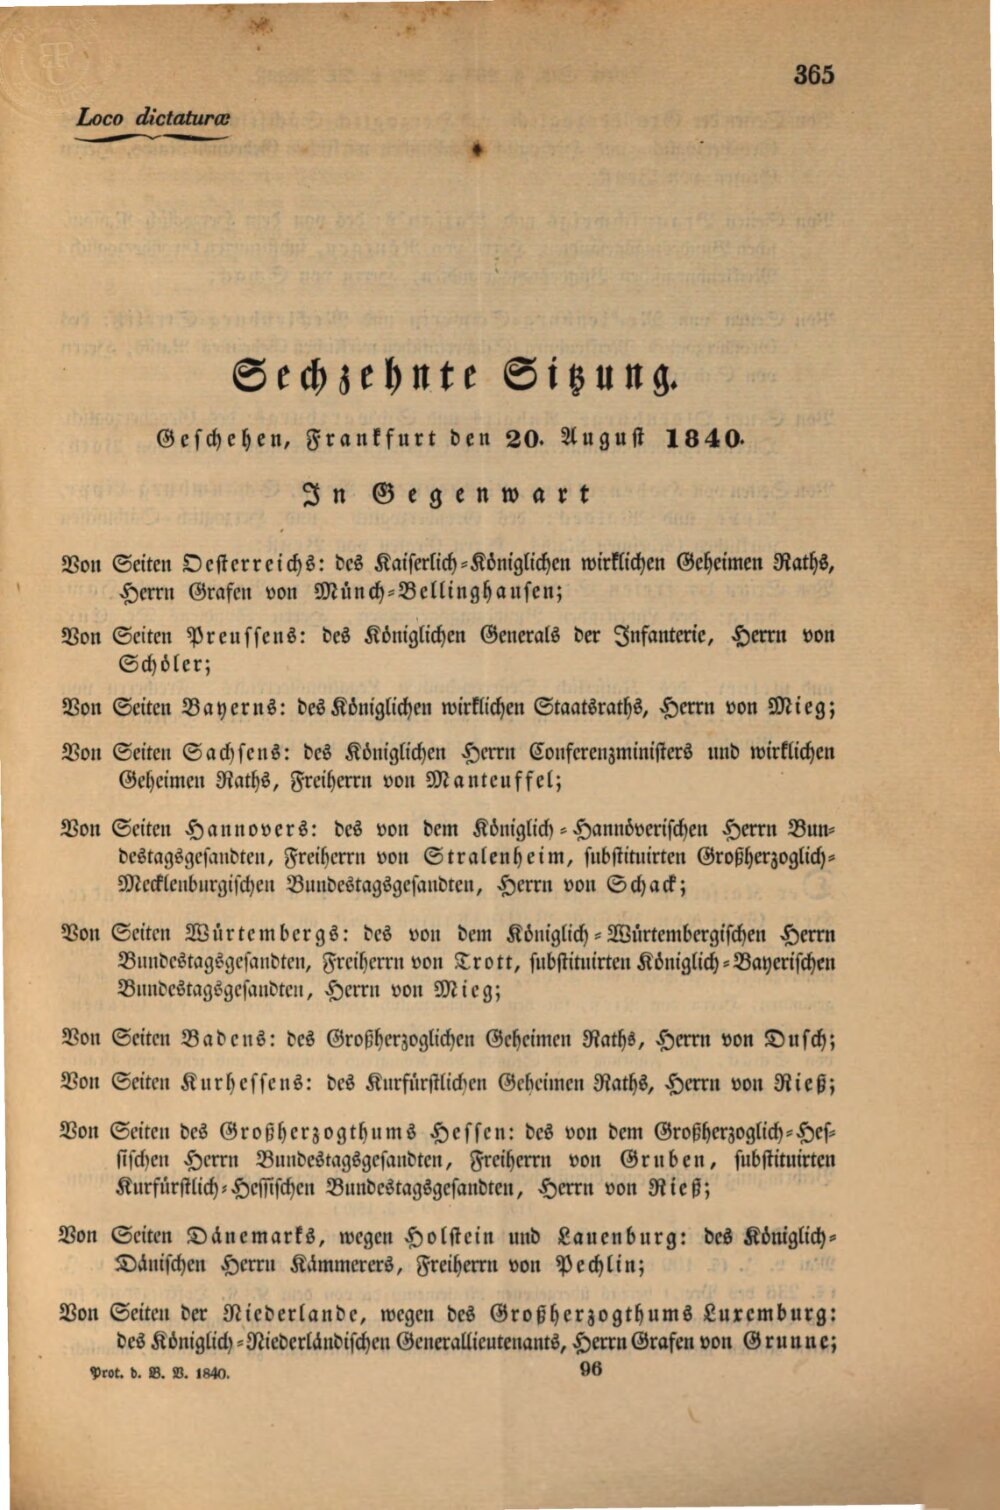 365
Loco dictaturæ
Sechzehnte Sitzung.
Geschehen, Frankfurt den 20. August 1840.
In Gegenwart
Von Seiten Oesterreichs: des Kaiserlich-Königlichen wirklichen Geheimen Raths,
Herrn Grafen von Münch-Bellinghausen;
Von Seiten Preussens: des Königlichen Generals der Infanterie, Herrn von
Schöler;
Von Seiten Bayerns: des Königlichen wirklichen Staatsraths, Herrn von Mieg;
Von Seiten Sachsens: des Königlichen Herrn Conferenzministers und wirklichen
Geheimen Raths, Freiherrn von Manteuffel;
Von Seiten Hannovers: des von dem Königlich-Hannöverischen Herrn Bun-
destagsgesandten, Freiherrn von Stralenheim, substituirten Großherzoglich-
Mecklenburgischen Bundestagsgesandten, Herrn von Schack;
Von Seiten Würtembergs: des von dem Königlich-Würtembergischen Herrn
Bundestagsgesandten, Freiherrn von Trott, substituirten Königlich-Bayerischen
Bundestagsgesandten, Herrn von Mieg;
Von Seiten Badens: des Großherzoglichen Geheimen Raths, Herrn von Dusch;
Von Seiten Kurhessens: des Kurfürstlichen Geheimen Raths, Herrn von Rieß;
Von Seiten des Großherzogthums Hessen: des von dem Großherzoglich-Hes-
sischen Herrn Bundestagsgesandten, Freiherrn von Gruben, substituirten
Kurfürstlich-Hessischen Bundestagsgesandten, Herrn von Rieß;
Von Seiten Dänemarks, wegen Holstein und Lauenburg: des Königlich-
Dänischen Herrn Kämmerers, Freiherrn von Pechlin;
Von Seiten der Niederlande, wegen des Großherzogthums Luxemburg:
des Königlich-Niederländischen Generallieutenants, Herrn Grafen von Grunne;
Prot. d. B. V. 1840.
96